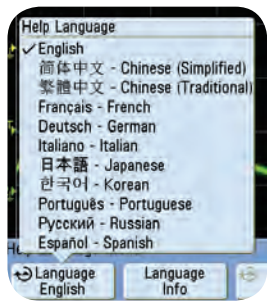 Help Language
✓ English
简体中文 - Chinese (Simplified)
繁體中文 - Chinese (Traditional)
Français - French
Deutsch - German
Italiano - Italian
日本語 - Japanese
한국어 - Korean
Português - Portuguese
Русский - Russian
Español - Spanish
Language
English
Language
Info